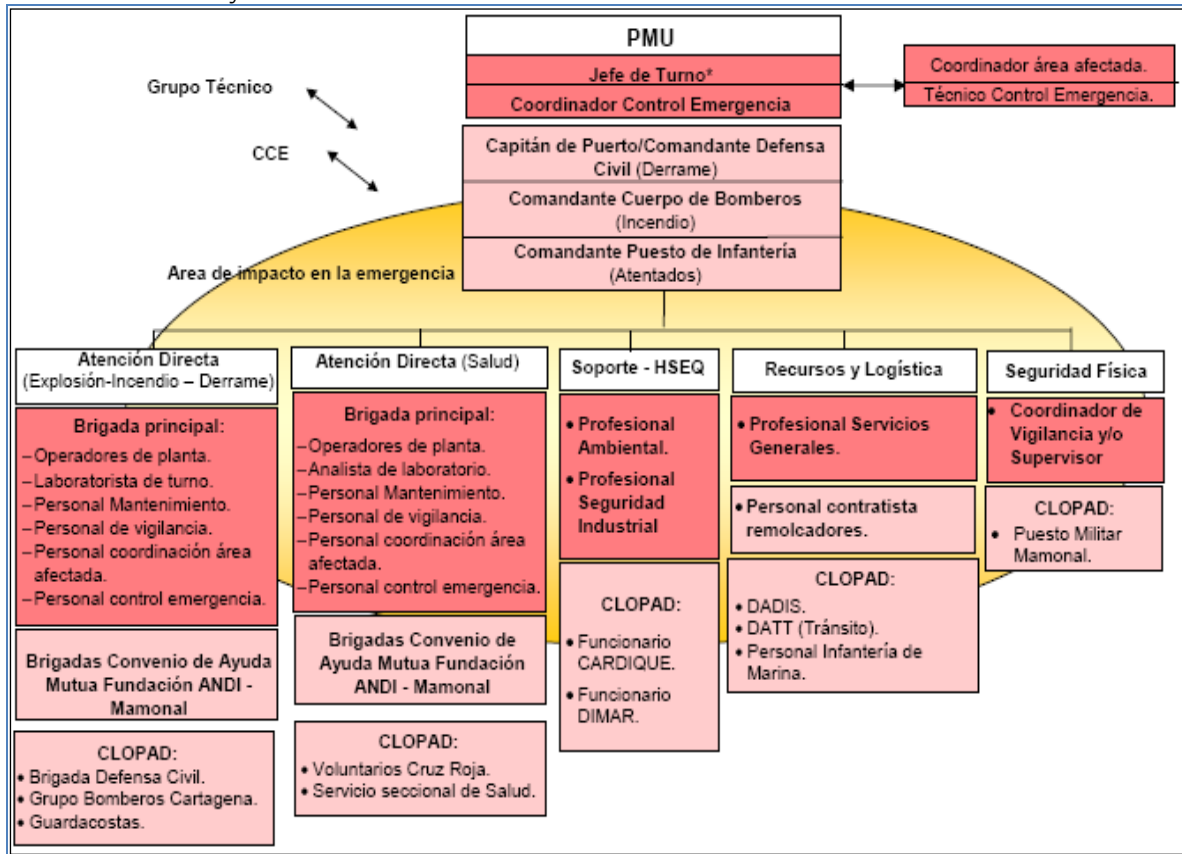 y
PMU
Jefe de Turno*
Coordinador Control Emergencia
Coordinador área afectada.
Técnico Control Emergencia.
Grupo Técnico
CCE
Capitán de Puerto/Comandante Defensa
Civil (Derrame)
Comandante Cuerpo de Bomberos
(Incendio)
Comandante Puesto de Infantería
(Atentados)
Area de impacto en la emergencia
Atención Directa
(Explosión-Incendio – Derrame)
Brigada principal:
–Operadores de planta.
–Laboratorista de turno.
–Personal Mantenimiento.
–Personal de vigilancia.
–Personal coordinación área
afectada.
–Personal control emergencia.
Brigadas Convenio de Ayuda
Mutua Fundación ANDI -
Mamonal
CLOPAD:
• Brigada Defensa Civil.
• Grupo Bomberos Cartagena.
• Guardacostas.
Atención Directa (Salud)
Brigada principal:
–Operadores de planta.
–Analista de laboratorio.
–Personal Mantenimiento.
–Personal de vigilancia.
–Personal coordinación área
afectada.
–Personal control emergencia.
Brigadas Convenio de
Ayuda Mutua Fundación
ANDI - Mamonal
CLOPAD:
• Voluntarios Cruz Roja.
• Servicio seccional de Salud.
Soporte - HSEQ
• Profesional
Ambiental.
• Profesional
Seguridad
Industrial
CLOPAD:
• Funcionario
CARDIQUE.
• Funcionario
DIMAR.
Recursos y Logística
• Profesional Servicios
Generales.
• Personal contratista
remolcadores.
CLOPAD:
• DADIS.
• DATT (Tránsito).
• Personal Infantería de
Marina.
Seguridad Física
• Coordinador de
Vigilancia y/o
Supervisor
CLOPAD:
• Puesto Militar
Mamonal.